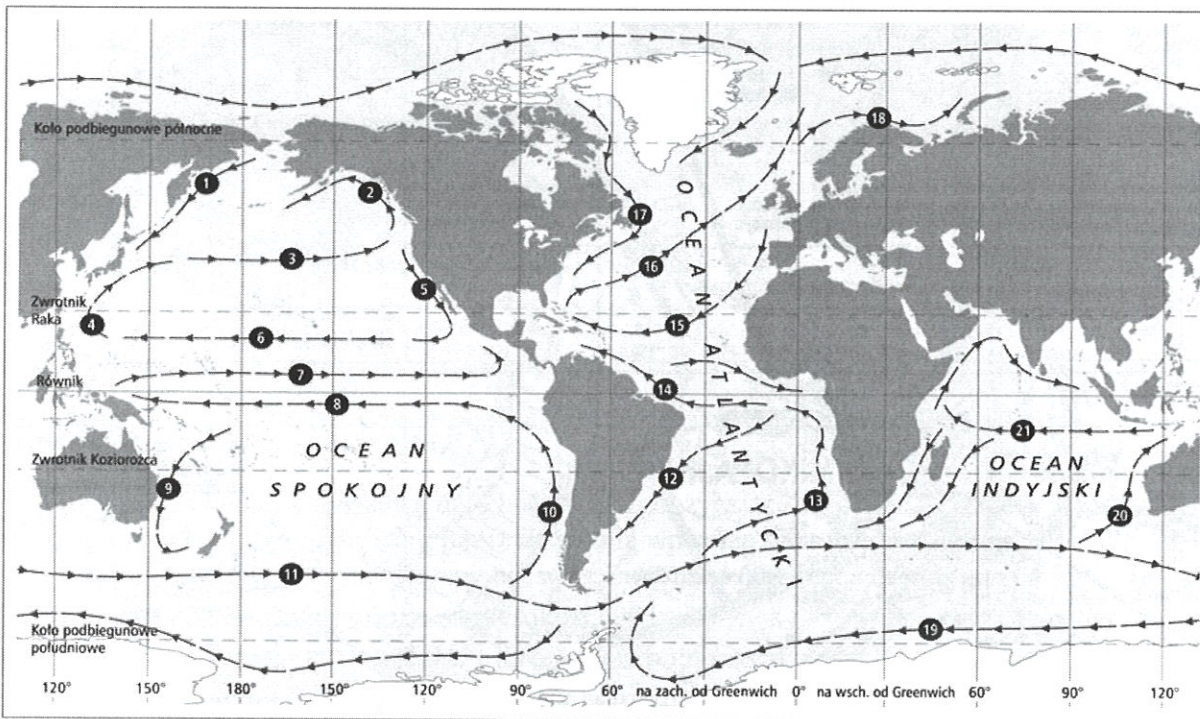 Koło podbiegunowe północne
18
1
2
17
OCEAN ATLANTYCKI
3
16
5
Zwrotnik
Raka
4
15
6
7
Równik
14
8
21
OCEAN
SPOKOJNY
Zwrotnik Koziorożca
OCEAN
INDYJSKI
12
9
13
10
20
11
Koło podbiegunowe
południowe
19
120° 150° 180° 150° 120° 90° 60° na zach. od Greenwich 0° na wsch. od Greenwich 60° 90° 120°